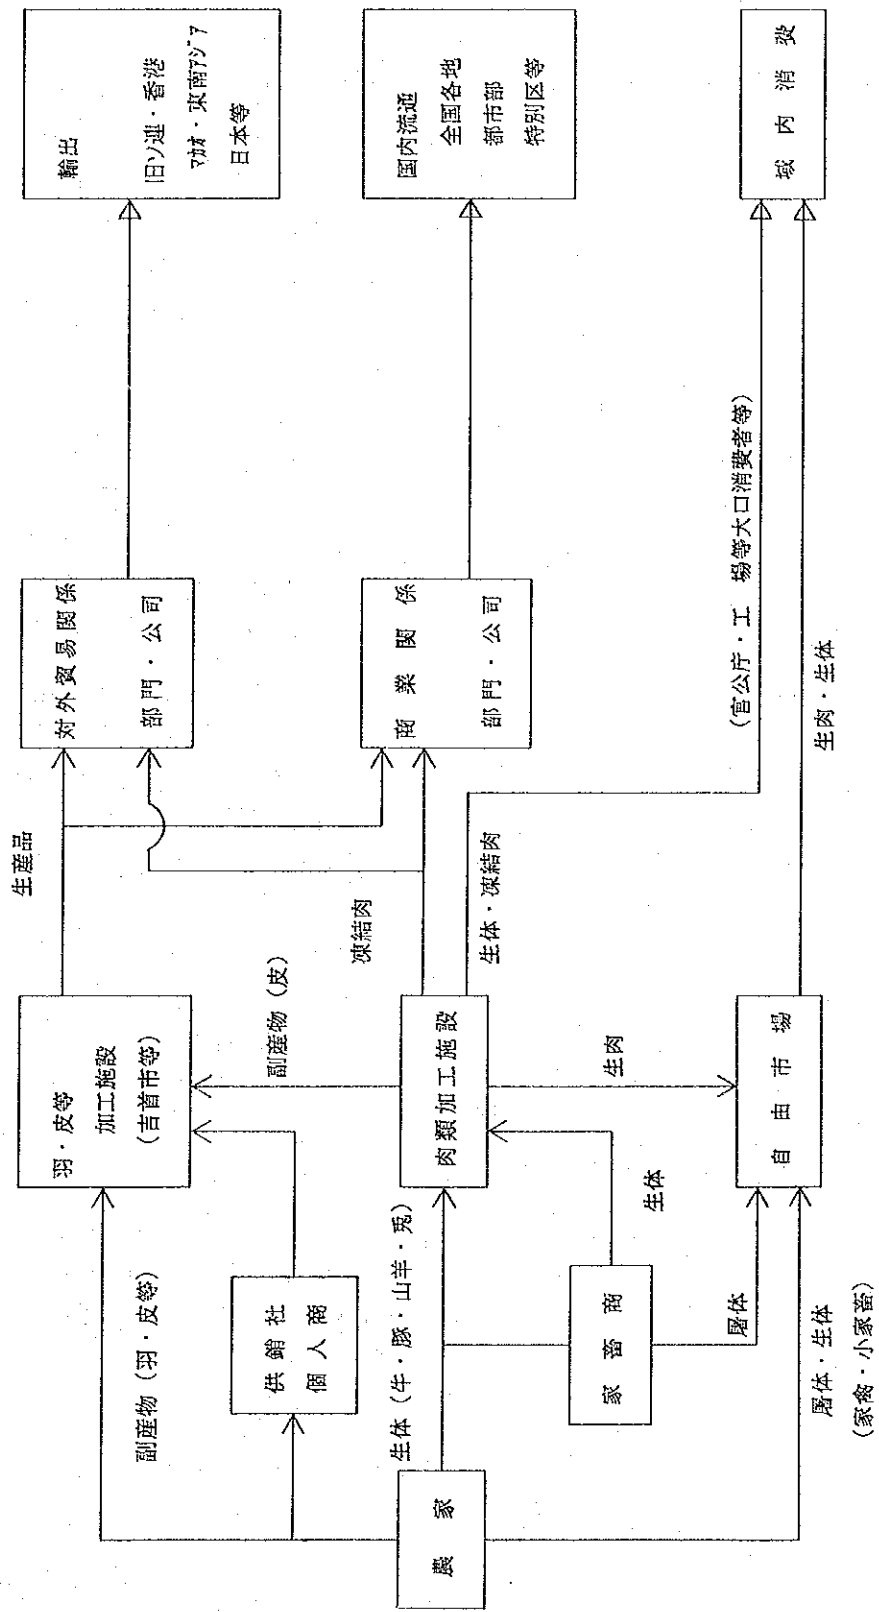 農 家
副産物 (羽・皮等)
供 銷 社
個 人 商
生体 (牛・豚・山羊・兎)
家 畜 商
生体
屠体
屠体・生体
(家禽・小家畜)
羽・皮等
加工施設
(吉首市等)
副産物 (皮)
肉類加工施設
生肉
自 由 市 場
生産品
凍結肉
生体・凍結肉
対外貿易関係
部門・公司
商 業 関 係
部門・公司
(官公庁・工 場等大口消費者等)
生肉・生体
輸出
旧ソ連・香港
マカオ・東南アジア
日本等
国内流通
全国各地
都市部
特別区等
域 内 消 費